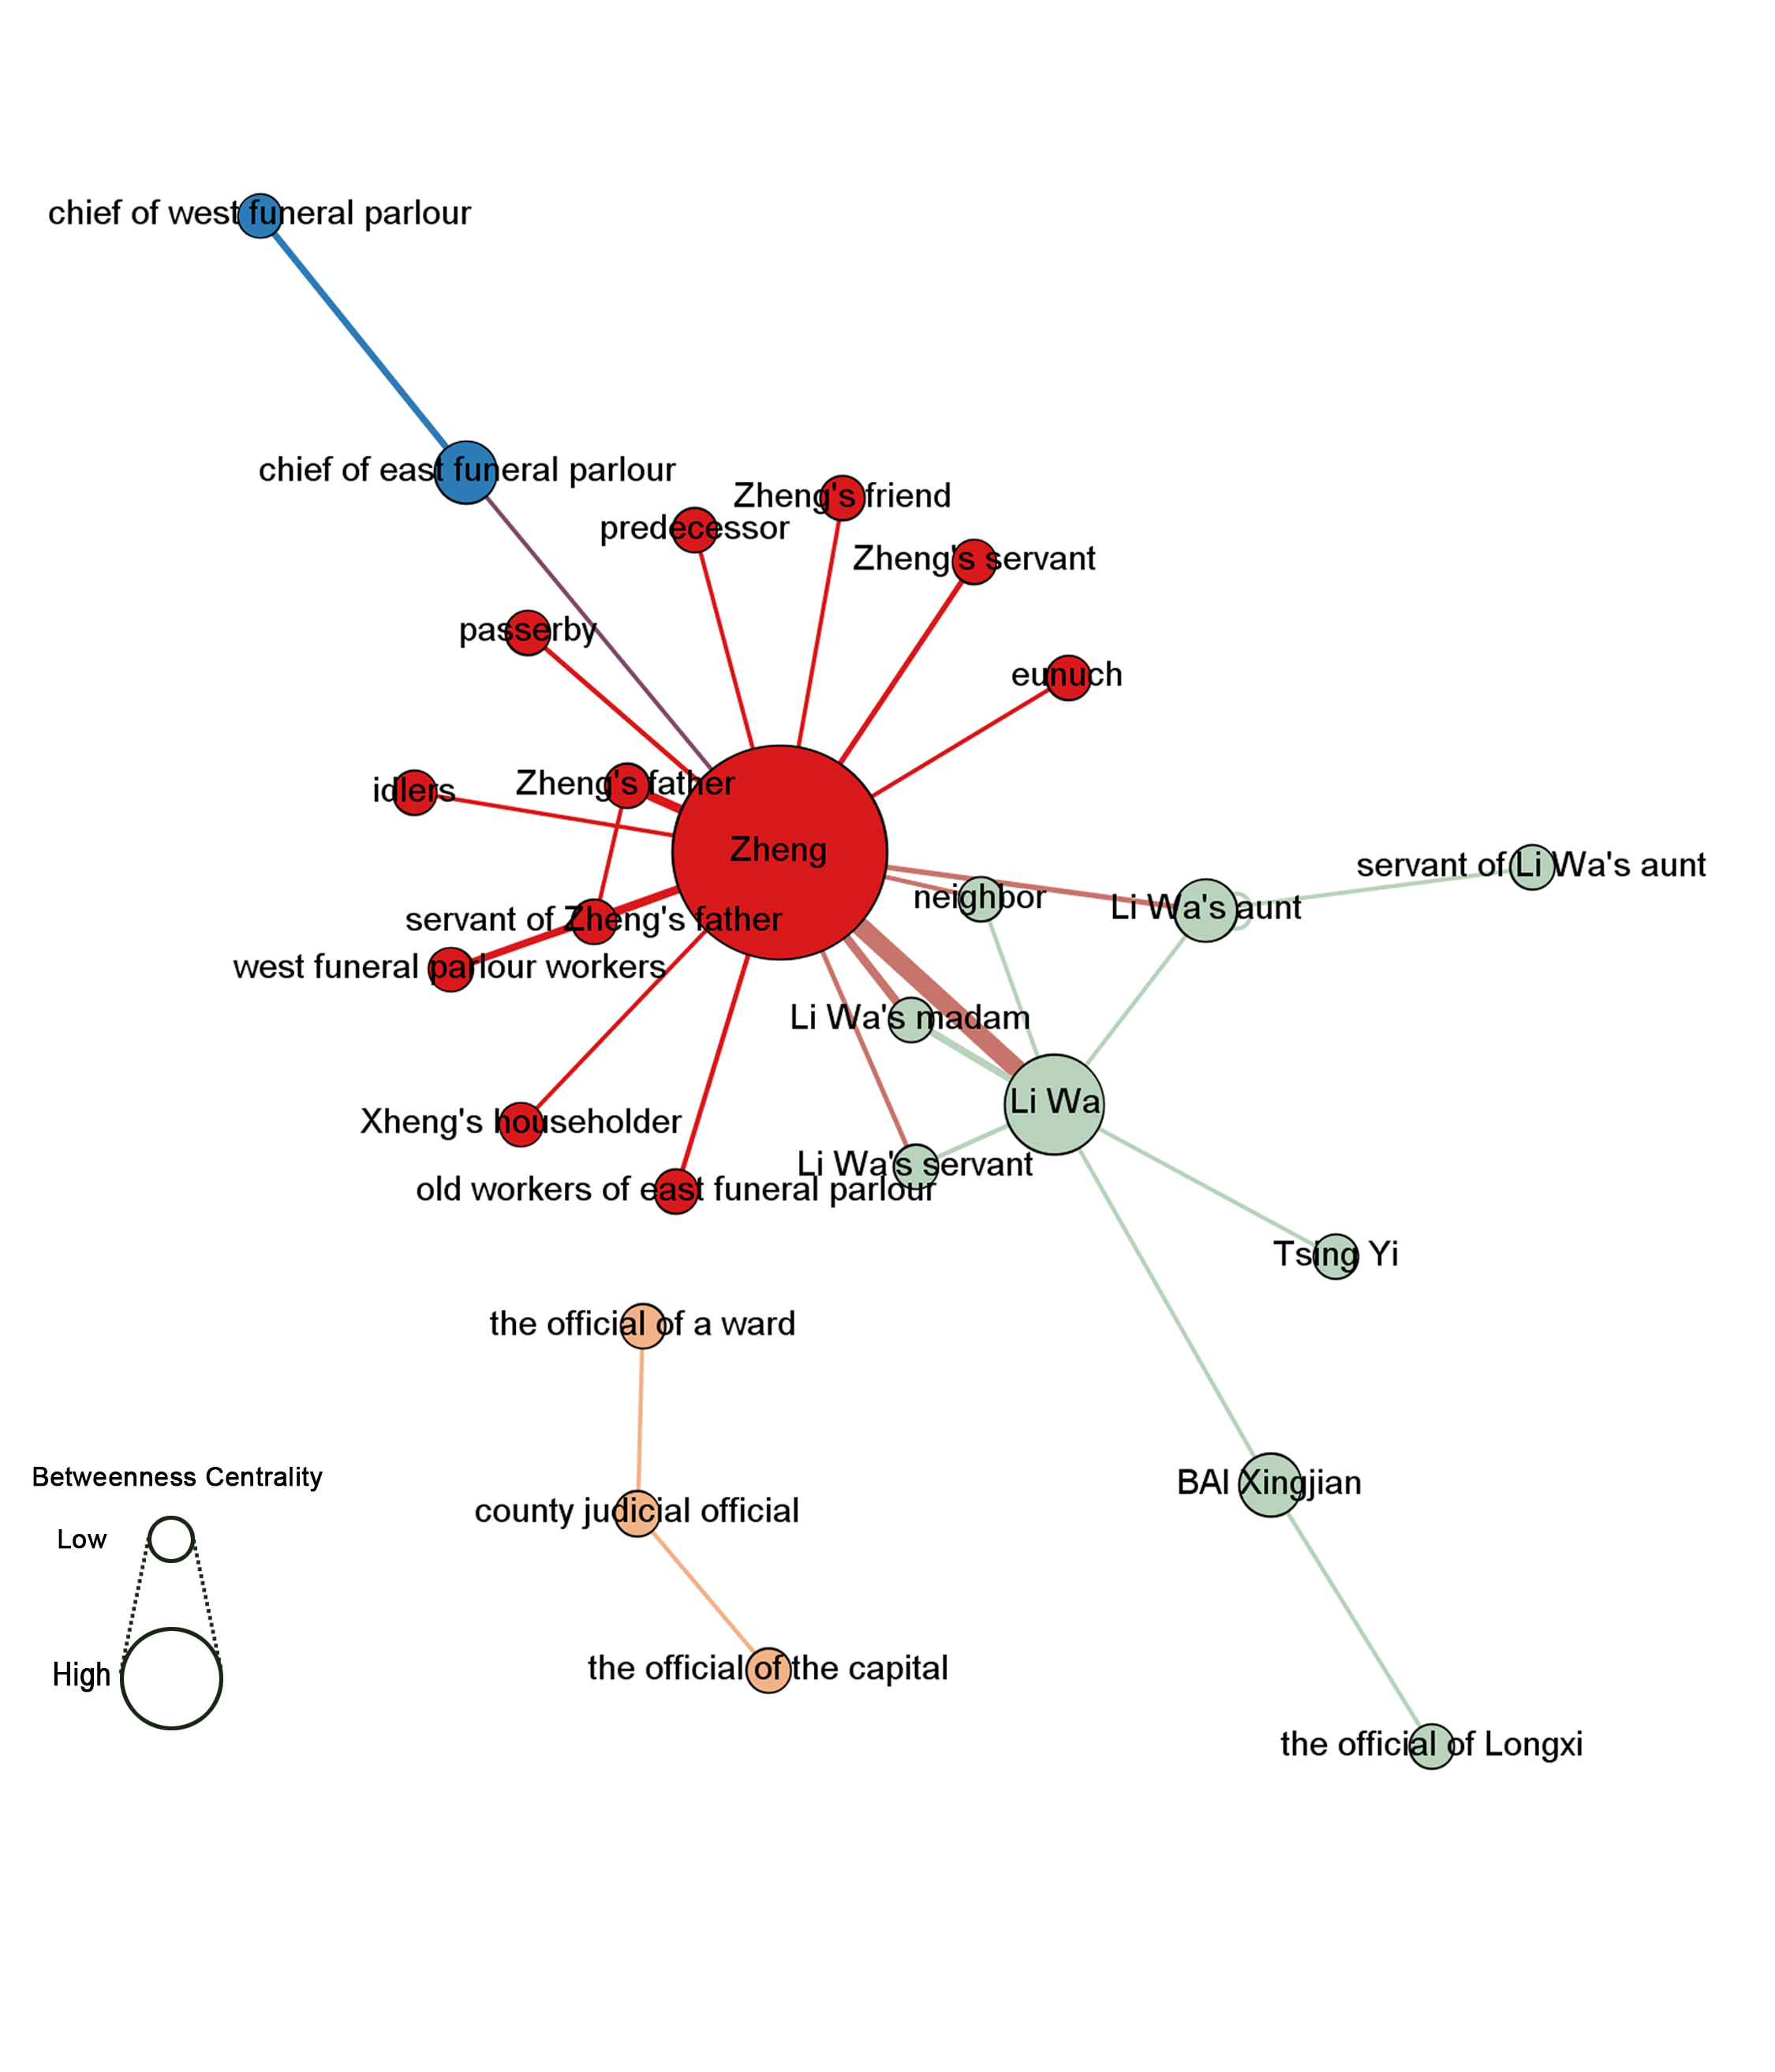 chief of west funeral parlour
chief of east funeral parlour
Zheng's friend
predecessor
Zheng's servant
passerby
eunuch
Zheng's father
idlers
Zheng
servant of Li Wa's aunt
neighbor
Li Wa's aunt
servant of Zheng's father
west funeral parlour workers
Li Wa's madam
Li Wa
Xheng's householder
Li Wa's servant
old workers of east funeral parlour
Tsing Yi
the official of a ward
Betweenness Centrality
BAI Xingjian
county judicial official
Low
the official of the capital
High
the official of Longxi